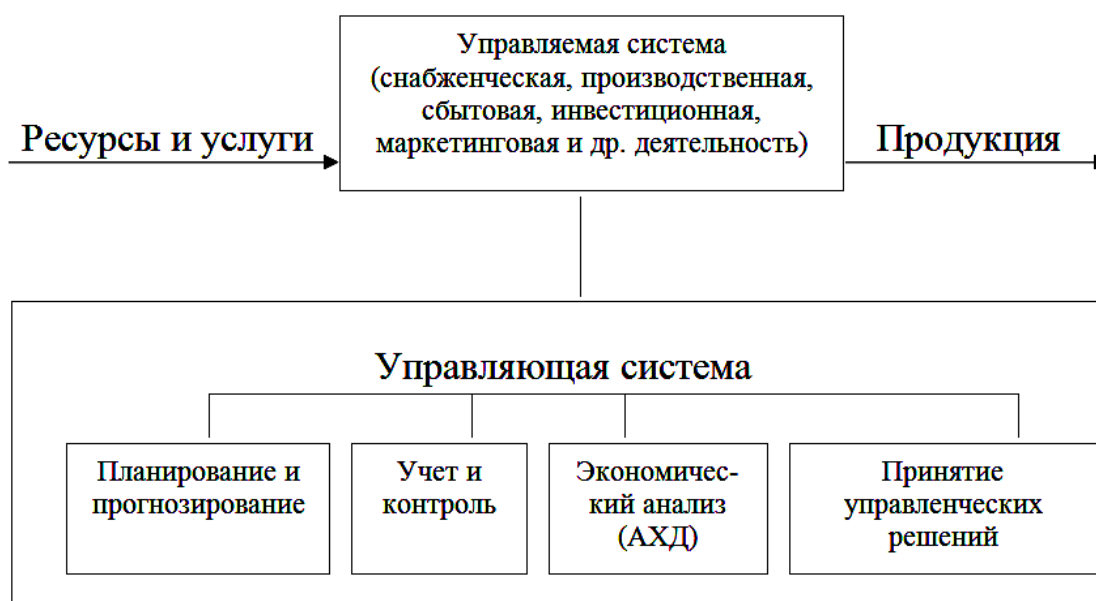 Управляемая система
(снабженческая, производственная,
сбытовая, инвестиционная,
маркетинговая и др. деятельность)
Ресурсы и услуги
Продукция
Управляющая система
Планирование и
прогнозирование
Учет и
контроль
Экономичес-
кий анализ
(АХД)
Принятие
управленческих
решений